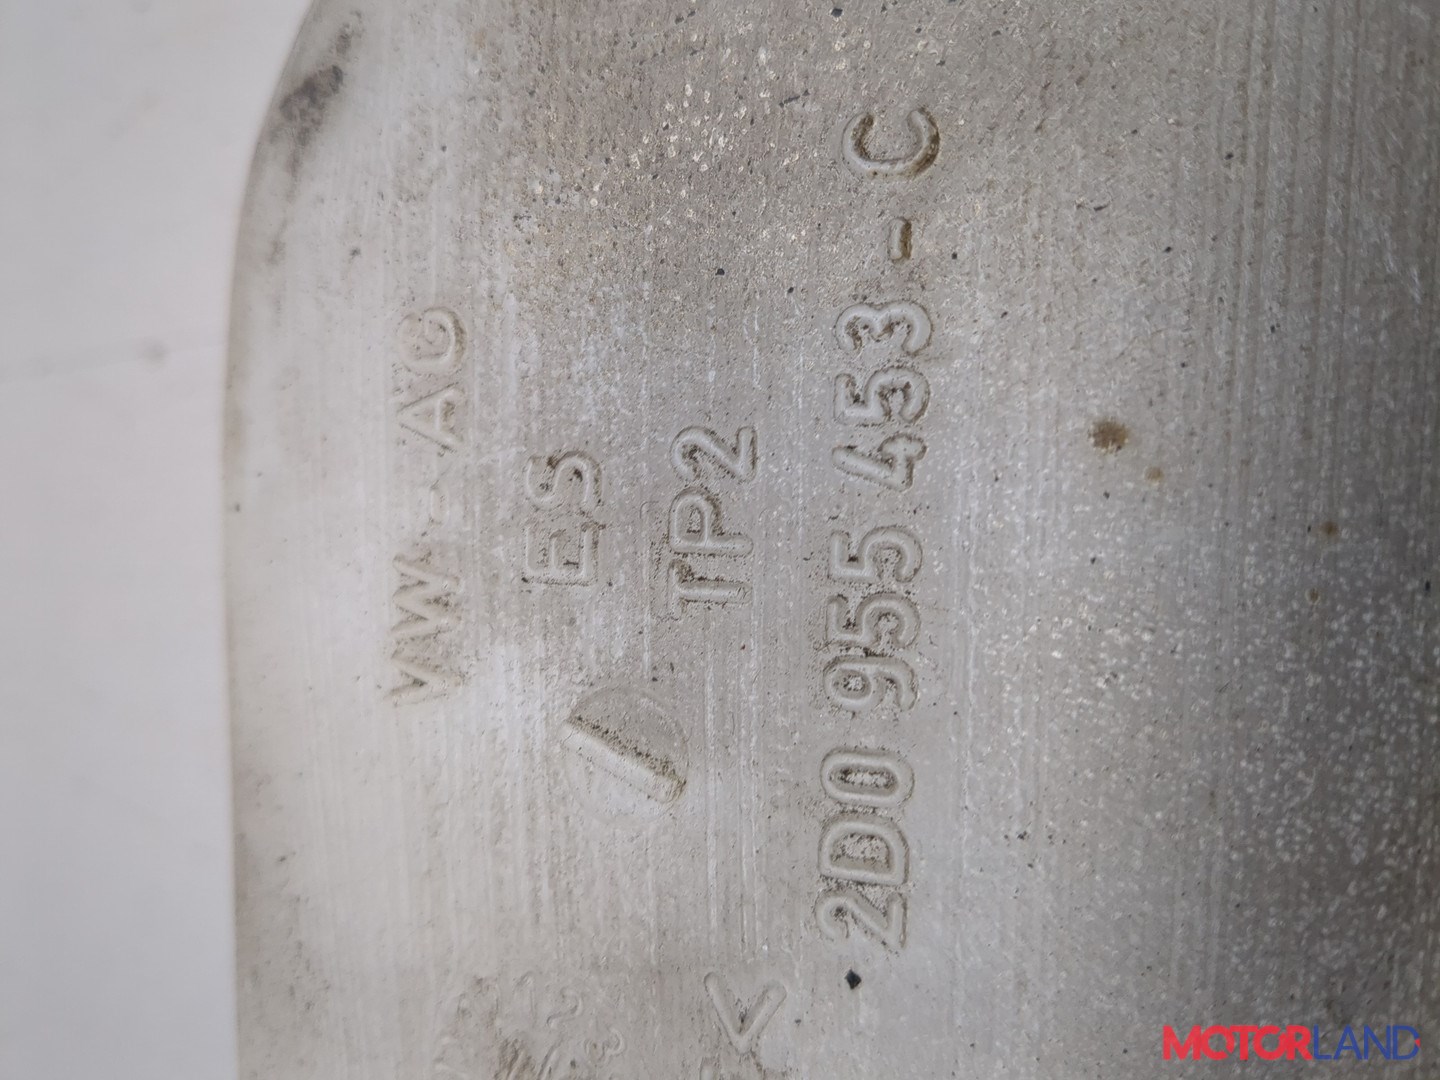 VW-AG
ES
TP2
2D0 955 453-C
MOTORLAND